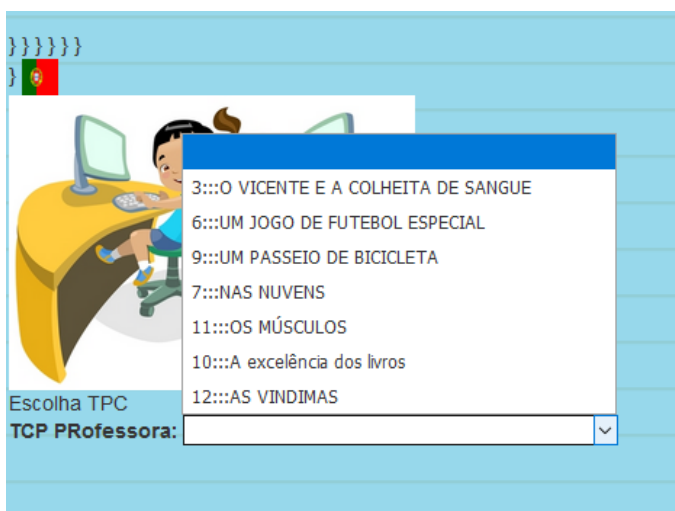 }}}}}}
}
3:::O VICENTE E A COLHEITA DE SANGUE
6:::UM JOGO DE FUTEBOL ESPECIAL
9:::UM PASSEIO DE BICICLETA
7:::NAS NUVENS
11:::OS MÚSCULOS
10:::A excelência dos livros
12:::AS VINDIMAS
Escolha TPC
TCP PRofessora: